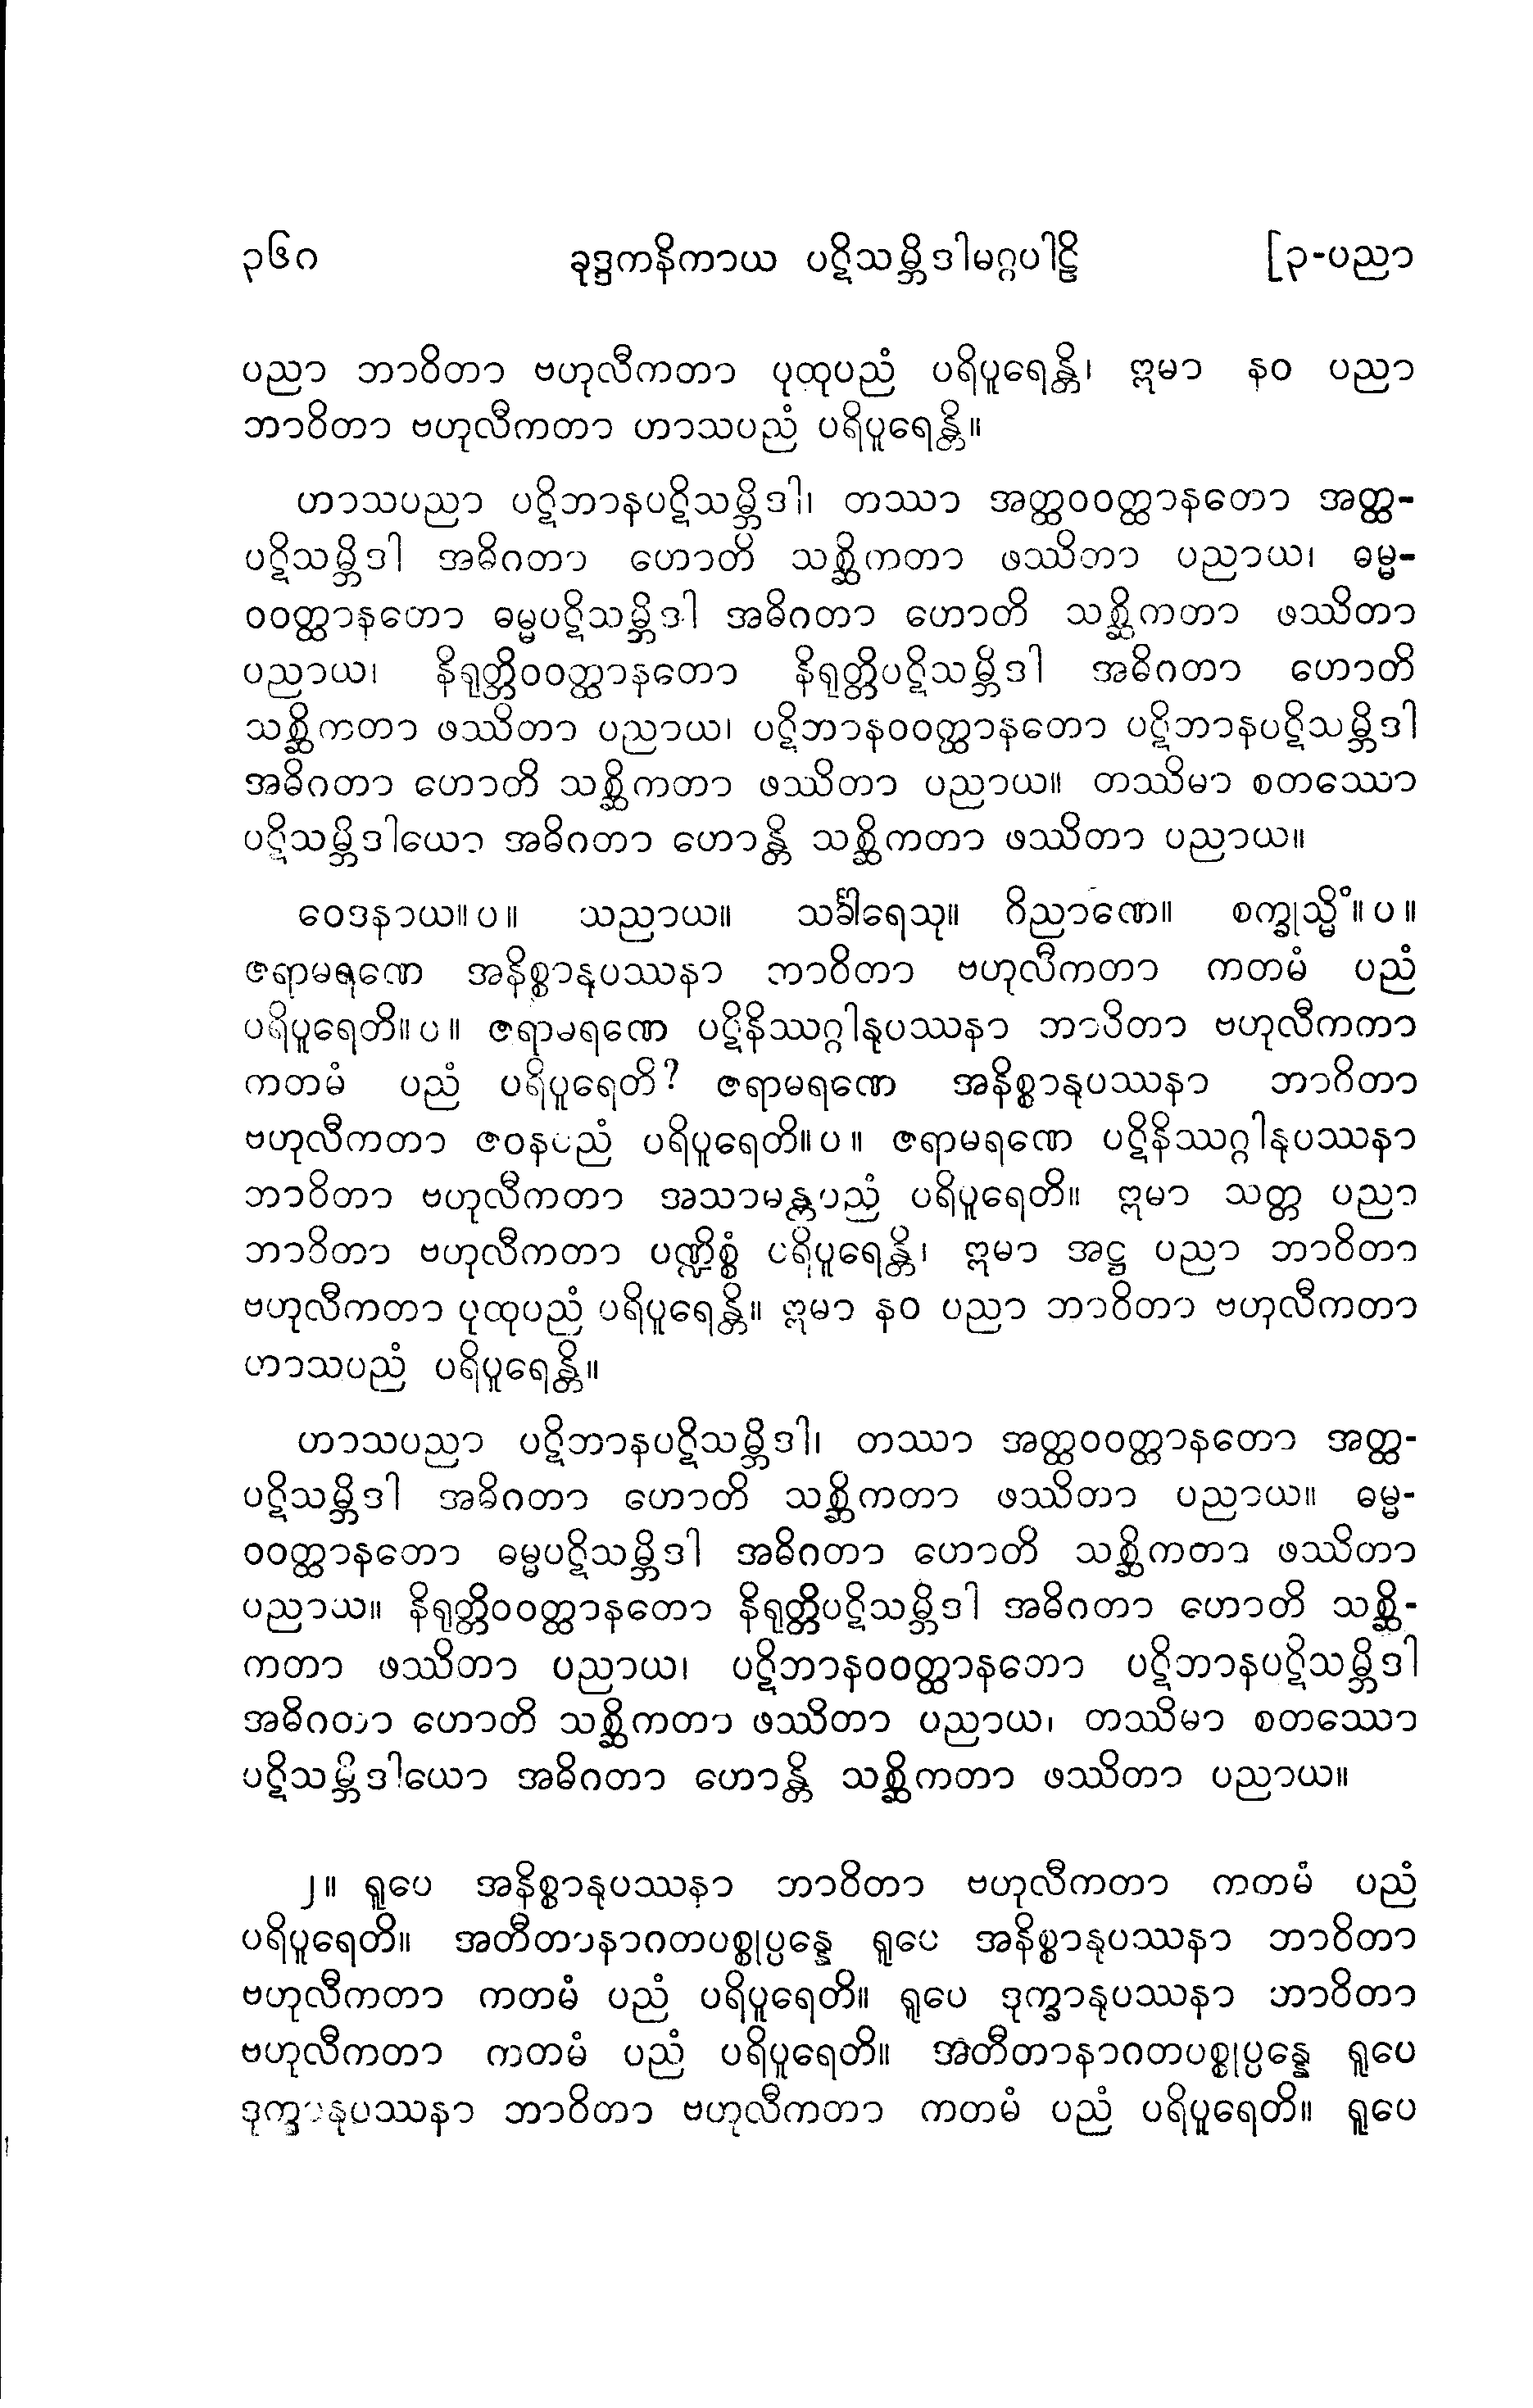 ၃၆ဂ ခုဒ္ဒကနိကာယ ပဋိသမ္ဘိဒါမဂ္ဂပါဠိ [၃-ပညာ
ပညာ ဘာဝိတာ ဗဟုလီကတာ ပုထုပညံ ပရိပူရေန္တိ၊ ဣမာ နဝ ပညာ
ဘာဝိတာ ဗဟုလီကတာ ဟာသပညံ ပရိပူရေန္တိ။
ဟာသပညာ ပဋိဘာနပဋိသမ္ဘိဒါ၊ တဿာ အတ္ထဝဝတ္ထာနတော အတ္ထ-
ပဋိသမ္ဘိဒါ အဓိဂတာ ဟောတိ သစ္ဆိကတာ ဖဿိတာ ပညာယ၊ ဓမ္မ-
ဝဝတ္ထာနတော ဓမ္မပဋိသမ္ဘိဒါ အဓိဂတာ ဟောတိ သစ္ဆိကတာ ဖဿိတာ
ပညာယ၊ နိရုတ္တိဝဝတ္ထာနတော နိရုတ္တိပဋိသမ္ဘိဒါ အဓိဂတာ ဟောတိ
သစ္ဆိကတာ ဖဿိတာ ပညာယ၊ ပဋိဘာနဝဝတ္ထာနတော ပဋိဘာနပဋိသမ္ဘိဒါ
အဓိဂတာ ဟောတိ သစ္ဆိကတာ ဖဿိတာ ပညာယ။ တဿိမာ စတဿော
ပဋိသမ္ဘိဒါယော အဓိဂတာ ဟောန္တိ သစ္ဆိကတာ ဖဿိတာ ပညာယ။
ဝေဒနာယ။ပ။ သညာယ။ သင်္ခါရေသု။ ဝိညာဏေ။ စက္ခုသ္မိံ။ပ။
ဇရာမရဏေ အနိစ္စာနုပဿနာ ဘာဝိတာ ဗဟုလီကတာ ကတမံ ပညံ
ပရိပူရေတိ။ပ။ ဇရာမရဏေ ပဋိနိဿဂ္ဂါနုပဿနာ ဘာဝိတာ ဗဟုလီကတာ
ကတမံ ပညံ ပရိပူရေတိ? ဇရာမရဏေ အနိစ္စာနုပဿနာ ဘာဝိတာ
ဗဟုလီကတာ ဇဝနပညံ ပရိပူရေတိ။ပ။ ဇရာမရဏေ ပဋိနိဿဂ္ဂါနုပဿနာ
ဘာဝိတာ ဗဟုလီကတာ အသာမန္တပညံ ပရိပူရေတိ။ ဣမာ သတ္တ ပညာ
ဘာဝိတာ ဗဟုလီကတာ ပဏ္ဍိစ္စံ ပရိပူရေန္တိ၊ ဣမာ အဋ္ဌ ပညာ ဘာဝိတာ
ဗဟုလီကတာ ပုထုပညံ ပရိပူရေန္တိ။ ဣမာ နဝ ပညာ ဘာဝိတာ ဗဟုလီကတာ
ဟာသပညံ ပရိပူရေန္တိ။
ဟာသပညာ ပဋိဘာနပဋိသမ္ဘိဒါ၊ တဿာ အတ္ထဝဝတ္ထာနတော အတ္ထ-
ပဋိသမ္ဘိဒါ အဓိဂတာ ဟောတိ သစ္ဆိကတာ ဖဿိတာ ပညာယ။ ဓမ္မ-
ဝဝတ္ထာနတော ဓမ္မပဋိသမ္ဘိဒါ အဓိဂတာ ဟောတိ သစ္ဆိကတာ ဖဿိတာ
ပညာယ။ နိရုတ္တိဝဝတ္ထာနတော နိရုတ္တိပဋိသမ္ဘိဒါ အဓိဂတာ ဟောတိ သစ္ဆိ-
ကတာ ဖဿိတာ ပညာယ၊ ပဋိဘာနဝဝတ္ထာနတော ပဋိဘာနပဋိသမ္ဘိဒါ
အဓိဂတာ ဟောတိ သစ္ဆိကတာ ဖဿိတာ ပညာယ၊ တဿိမာ စတဿော
ပဋိသမ္ဘိဒါယော အဓိဂတာ ဟောန္တိ သစ္ဆိကတာ ဖဿိတာ ပညာယ။
၂။ ရူပေ အနိစ္စာနုပဿနာ ဘာဝိတာ ဗဟုလီကတာ ကတမံ ပညံ
ပရိပူရေတိ။ အတီတာနာဂတပစ္စုပ္ပန္နေ ရူပေ အနိစ္စာနုပဿနာ ဘာဝိတာ
ဗဟုလီကတာ ကတမံ ပညံ ပရိပူရေတိ။ ရူပေ ဒုက္ခာနုပဿနာ ဘာဝိတာ
ဗဟုလီကတာ ကတမံ ပညံ ပရိပူရေတိ။ အတီတာနာဂတပစ္စုပ္ပန္နေ ရူပေ
ဒုက္ခာနုပဿနာ ဘာဝိတာ ဗဟုလီကတာ ကတမံ ပညံ ပရိပူရေတိ။ ရူပေ